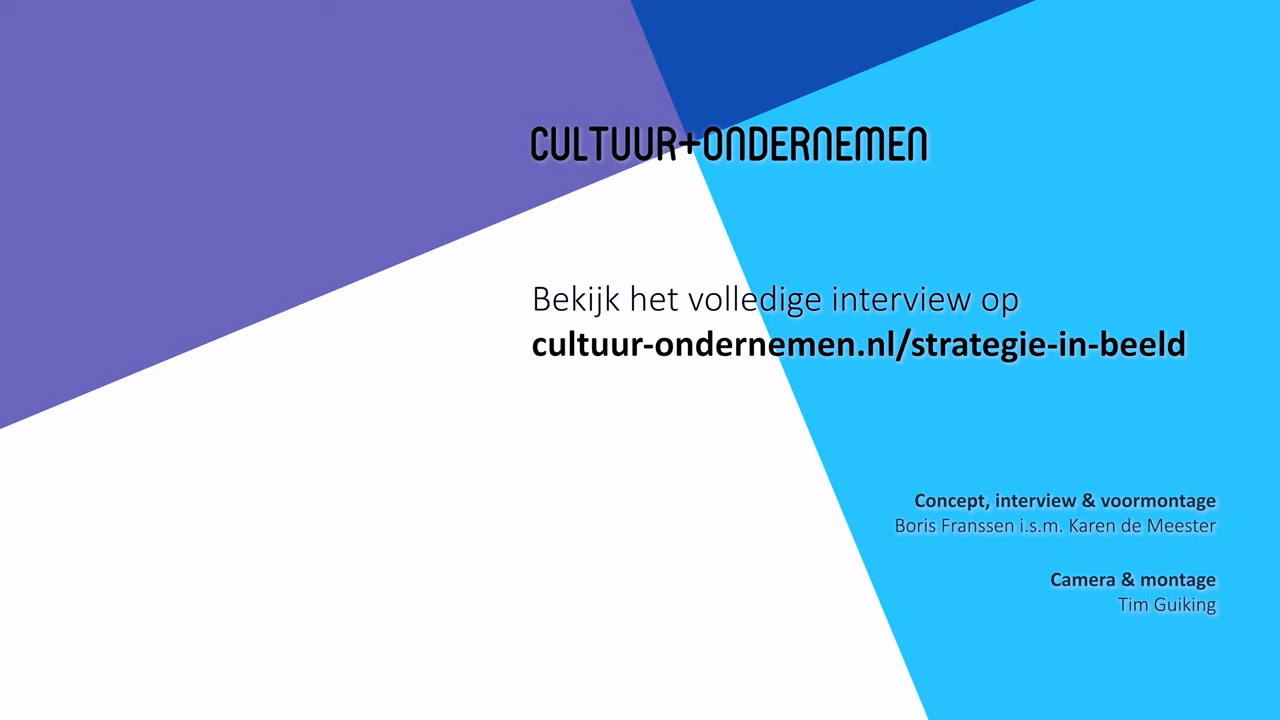 CULTUUR+ONDERNEMEN
Bekijk het volledige interview op
cultuur-ondernemen.nl/strategie-in-beeld
Concept, interview & voormontage
Boris Franssen i.s.m. Karen de Meester
Camera & montage
Tim Guiking